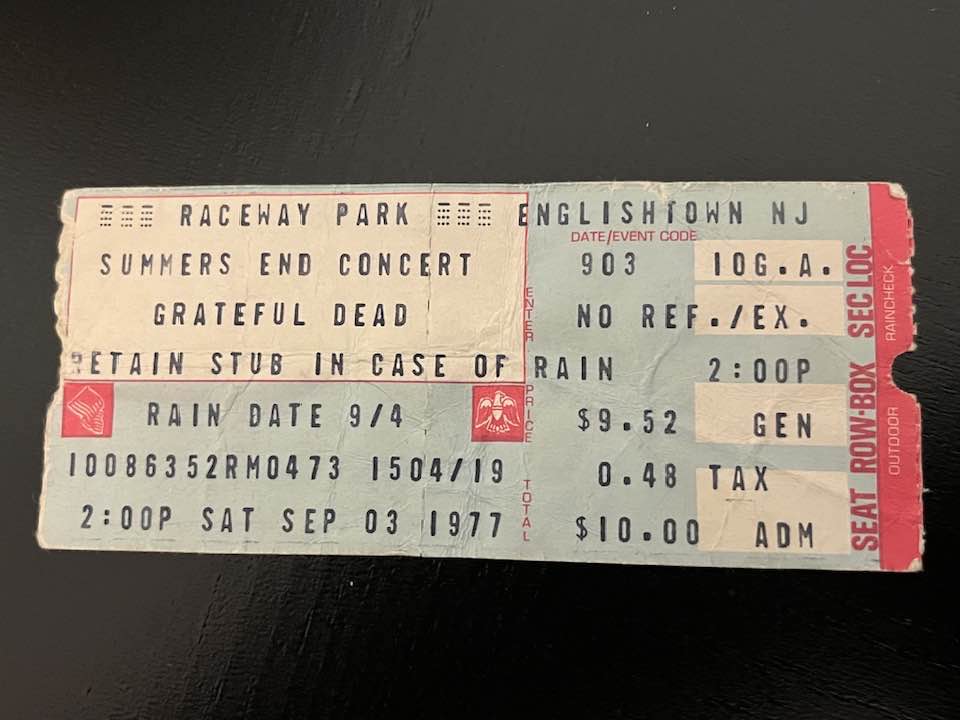 RACEWAY PARK ENGLISHTOWN NJ
DATE/EVENT CODE
SUMMERS END CONCERT 903 10G.A.
GRATEFUL DEAD NO REF./EX.
RETAIN STUB IN CASE OF RAIN 2:00P
RAIN DATE 9/4 $9.52 GEN
10086352RM0473 1504/19 0.48 TAX
2:00P SAT SEP 03 1977 $10.00 ADM
ENTER PRICE TOTAL
SEAT ROW-BOX SEC LOC
OUTDOOR RAINCHECK